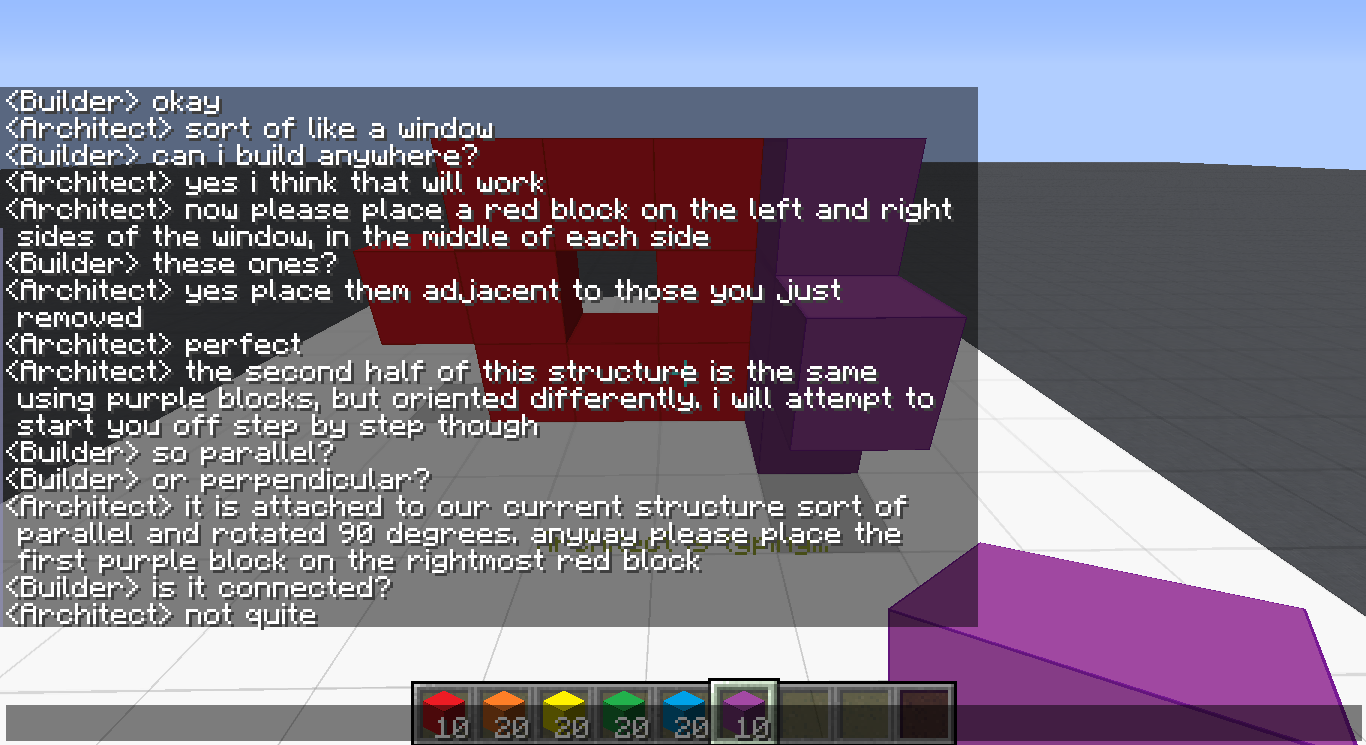 <Builder> okay
<Architect> sort of like a window
<Builder> can i build anywhere?
<Architect> yes i think that will work
<Architect> now please place a red block on the left and right
sides of the window, in the middle of each side
<Builder> these ones?
<Architect> yes place them adjacent to those you just
removed
<Architect> perfect
<Architect> the second half of this structure is the same
using purple blocks, but oriented differently. i will attempt to
start you off step by step though
<Builder> so parallel?
<Builder> or perpendicular?
<Architect> it is attached to our current structure sort of
parallel and rotated 90 degrees. anyway please place the
first purple block on the rightmost red block
<Builder> is it connected?
<Architect> not quite
10 20 20 20 20 10